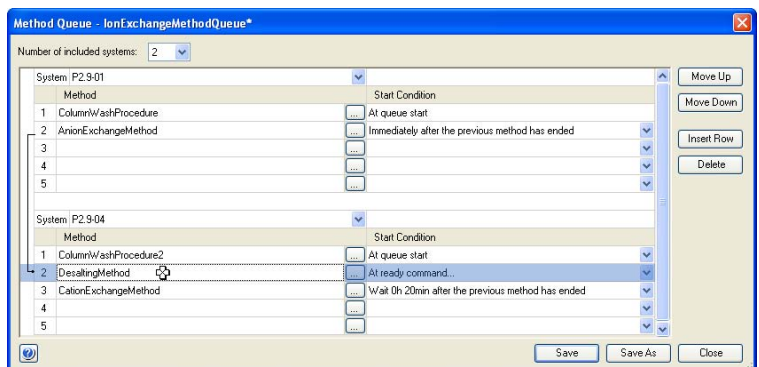 Method Queue - IonExchangeMethodQueue*
Number of included systems: 2
System P2.9-01
Method Start Condition
1 ColumnWashProcedure ... At queue start
2 AnionExchangeMethod ... Immediately after the previous method has ended
3 ...
4 ...
5 ...
System P2.9-04
Method Start Condition
1 ColumnWashProcedure2 ... At queue start
2 DesaltingMethod ... At ready command...
3 CationExchangeMethod ... Wait 0h 20min after the previous method has ended
4 ...
5 ...
Move Up
Move Down
Insert Row
Delete
? Save Save As Close